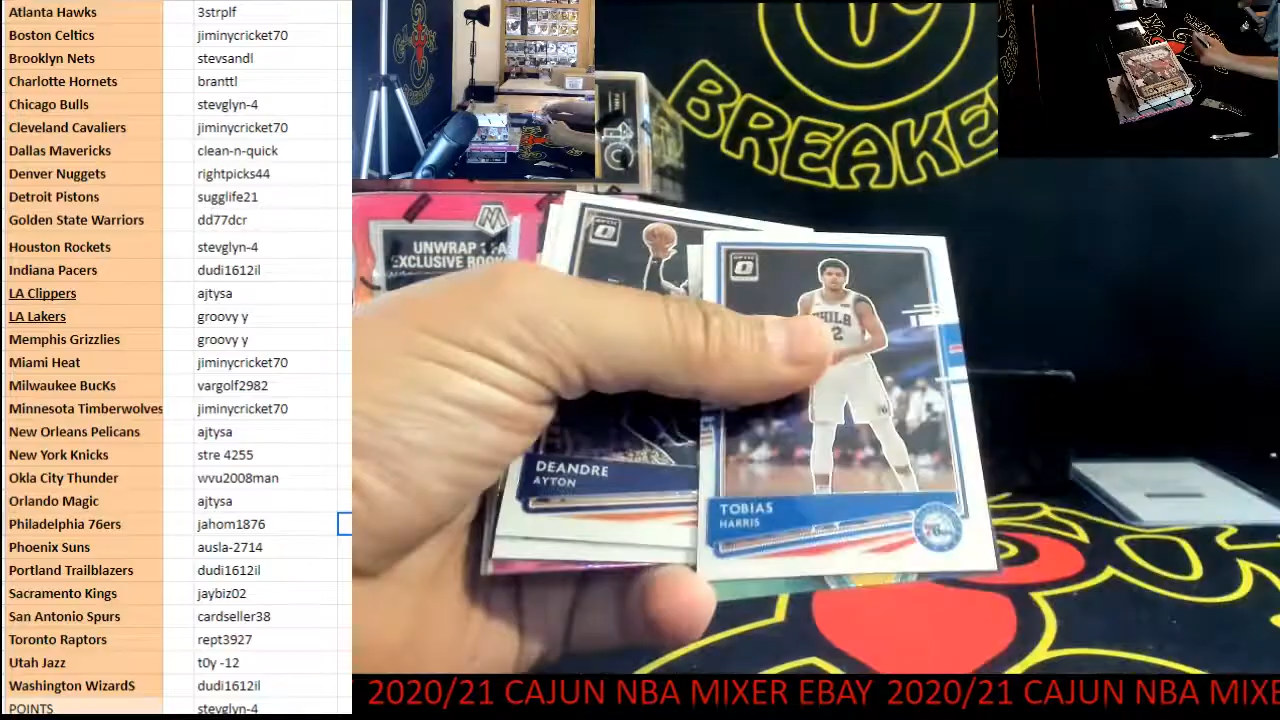 Atlanta Hawks 3strplf
Boston Celtics jiminycricket70
Brooklyn Nets stevsandl
Charlotte Hornets branttl
Chicago Bulls stevglyn-4
Cleveland Cavaliers jiminycricket70
Dallas Mavericks clean-n-quick
Denver Nuggets rightpicks44
Detroit Pistons sugglife21
Golden State Warriors dd77dcr
Houston Rockets stevglyn-4
Indiana Pacers dudi1612il
LA Clippers ajtysa
LA Lakers groovy y
Memphis Grizzlies groovy y
Miami Heat jiminycricket70
Milwaukee BucKs vargolf2982
Minnesota Timberwolves jiminycricket70
New Orleans Pelicans ajtysa
New York Knicks stre 4255
Okla City Thunder wvu2008man
Orlando Magic ajtysa
Philadelphia 76ers jahom1876
Phoenix Suns ausla-2714
Portland Trailblazers dudi1612il
Sacramento Kings jaybiz02
San Antonio Spurs cardseller38
Toronto Raptors rept3927
Utah Jazz t0y -12
Washington WizardS dudi1612il
POINTS stevglyn-4
BREAKE
UNWRAP
EXCLUSIVE
OPTIC
DEANDRE
AYTON
OPTIC
PHILA
2
TOBIAS
HARRIS
76ers
2020/21 CAJUN NBA MIXER EBAY 2020/21 CAJUN NBA MIXE